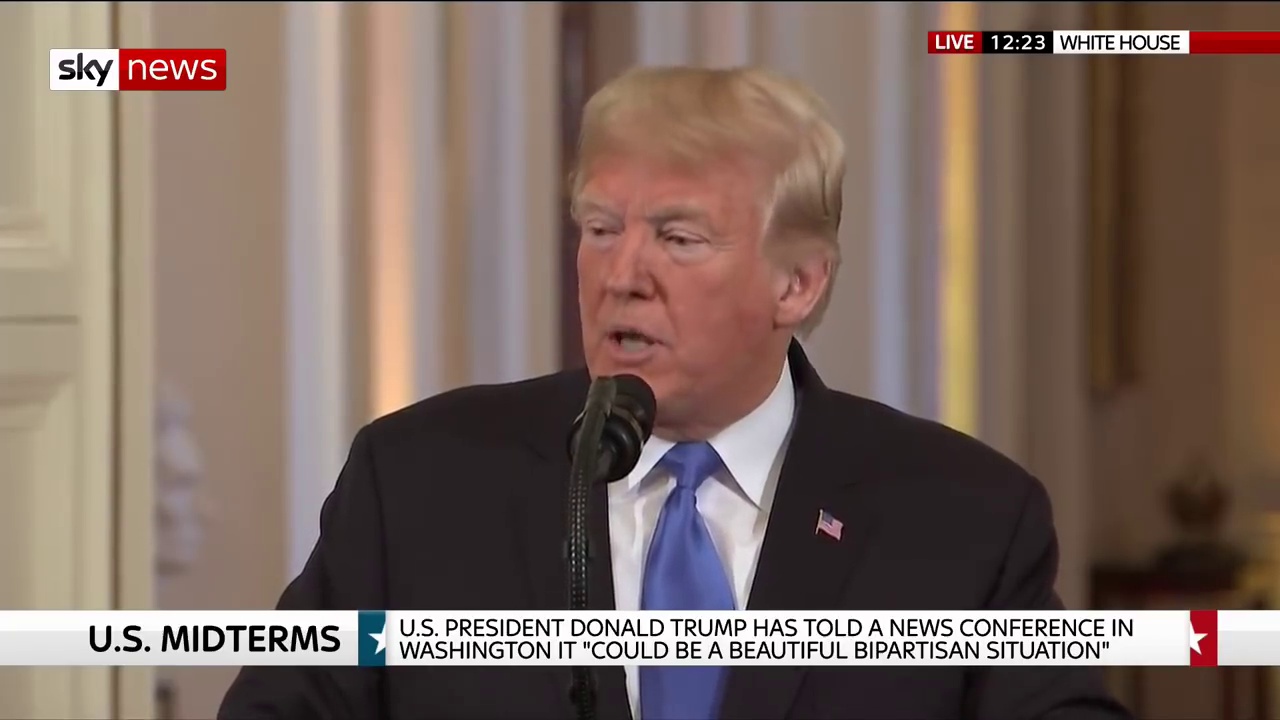 sky news
LIVE 12:23 WHITE HOUSE
U.S. MIDTERMS
U.S. PRESIDENT DONALD TRUMP HAS TOLD A NEWS CONFERENCE IN
WASHINGTON IT "COULD BE A BEAUTIFUL BIPARTISAN SITUATION"